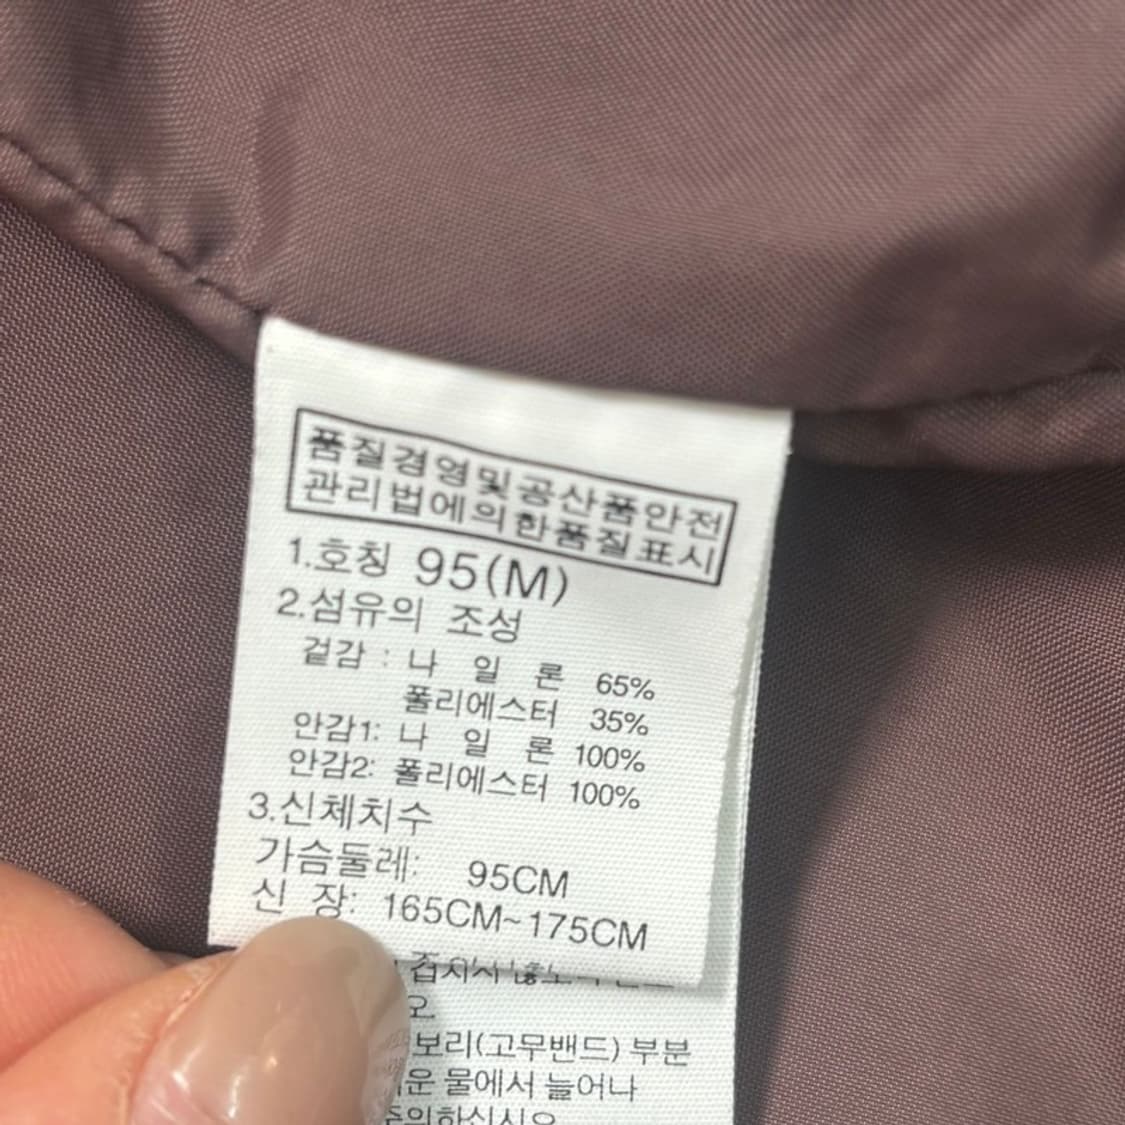 품질경영및공산품안전
관리법에의한품질표시
1.호칭 95(M)
2.섬유의 조성
겉감 : 나 일 론 65%
폴리에스터 35%
안감1: 나 일 론 100%
안감2: 폴리에스터 100%
3.신체치수
가슴둘레: 95CM
신 장: 165CM~175CM
오.
보리(고무밴드) 부분
물에서 늘어나